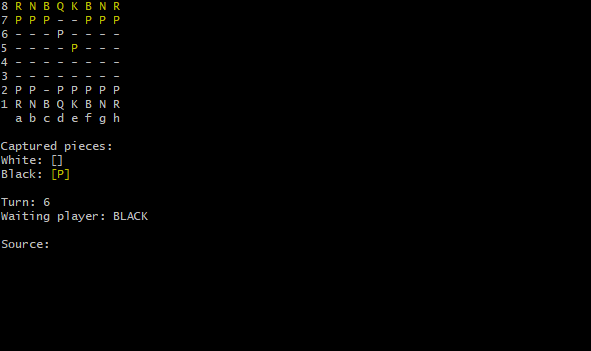 8 R N B Q K B N R
7 P P P - - P P P
6 - - - P - - - -
5 - - - - P - - -
4 - - - - - - - -
3 - - - - - - - -
2 P P - P P P P P
1 R N B Q K B N R
  a b c d e f g h
Captured pieces:
White: []
Black: [P]
Turn: 6
Waiting player: BLACK
Source: